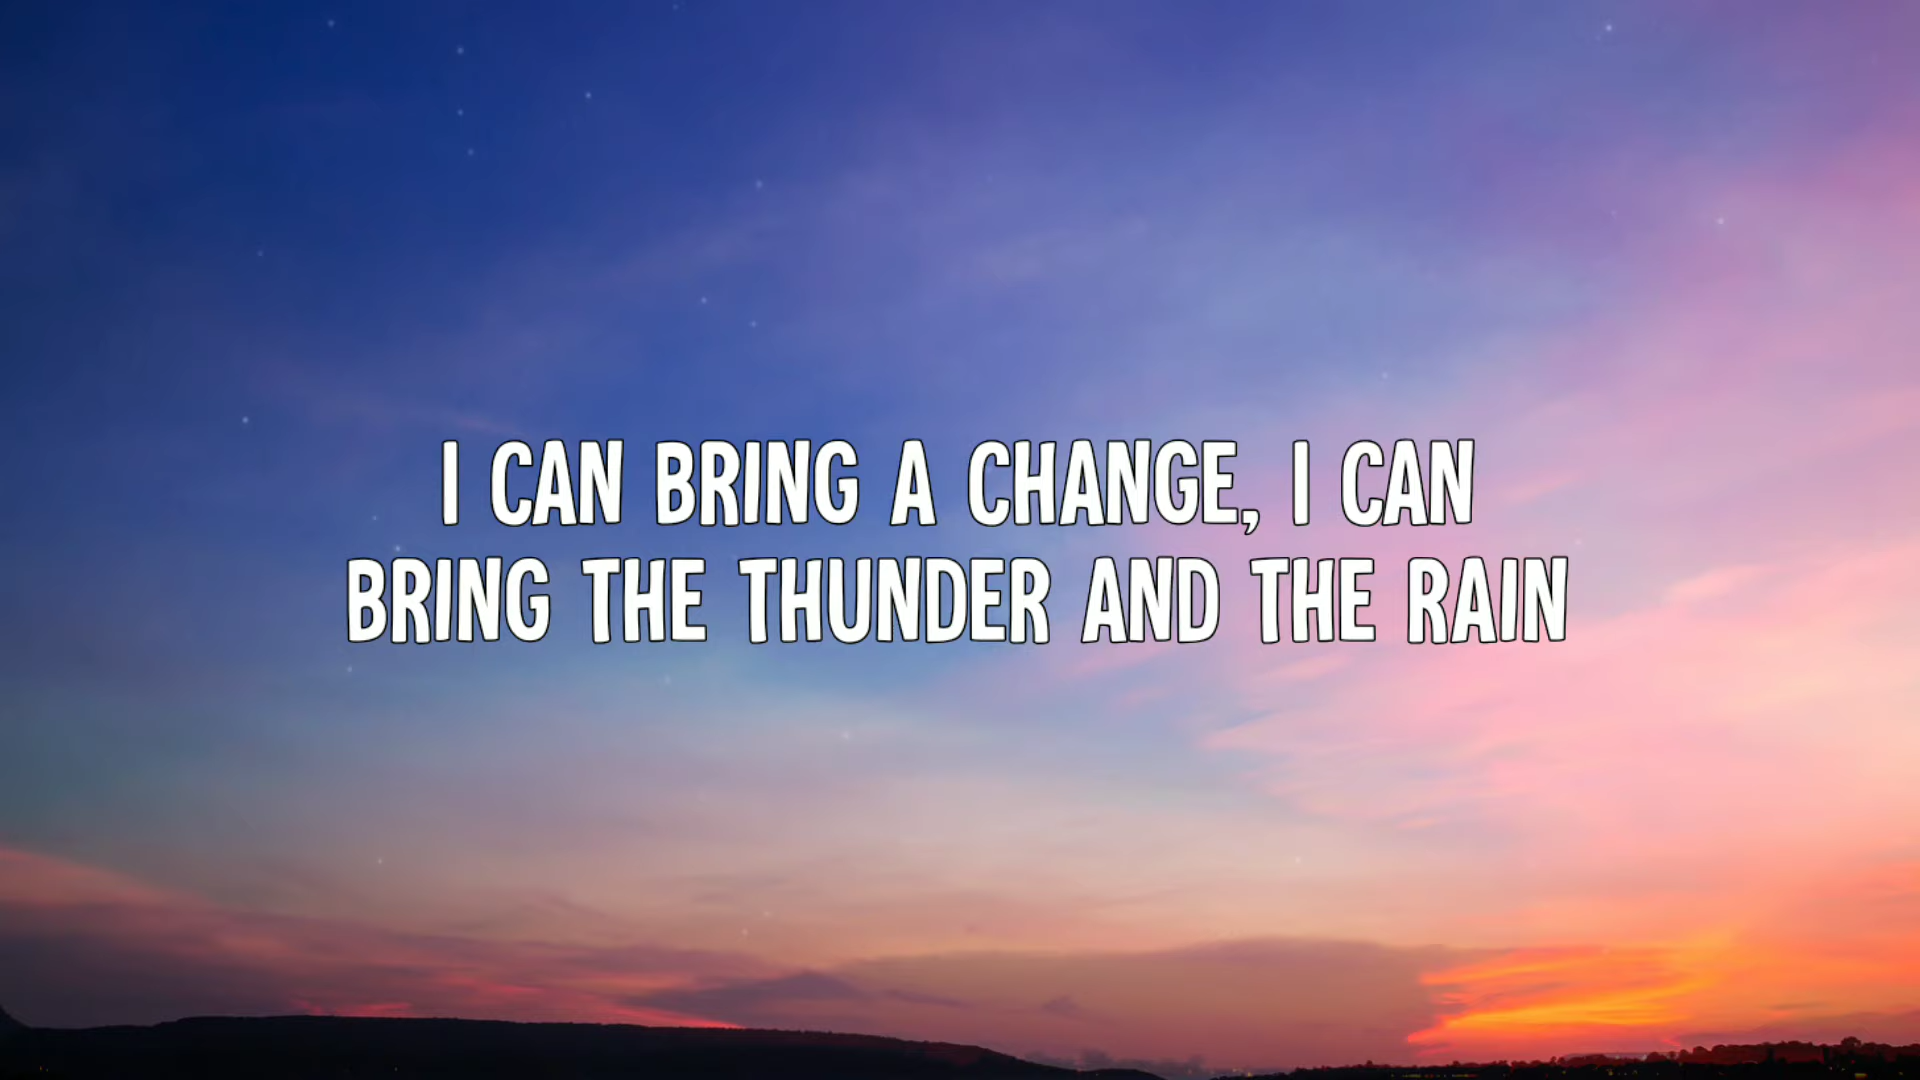 I CAN BRING A CHANGE, I CAN
BRING THE THUNDER AND THE RAIN